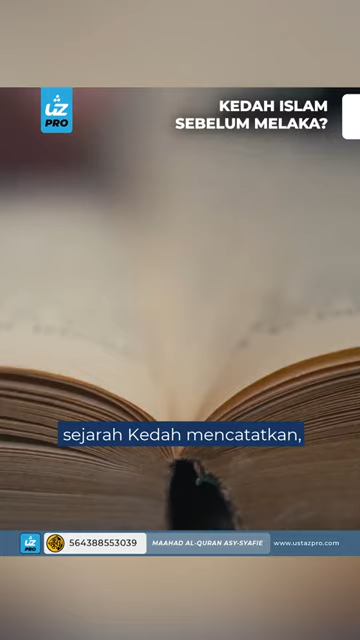 UZ
PRO
KEDAH ISLAM
SEBELUM MELAKA?
sejarah Kedah mencatatkan,
UZ
PRO
564388553039
MAAHAD AL-QURAN ASY-SYAFIE
www.ustazpro.com